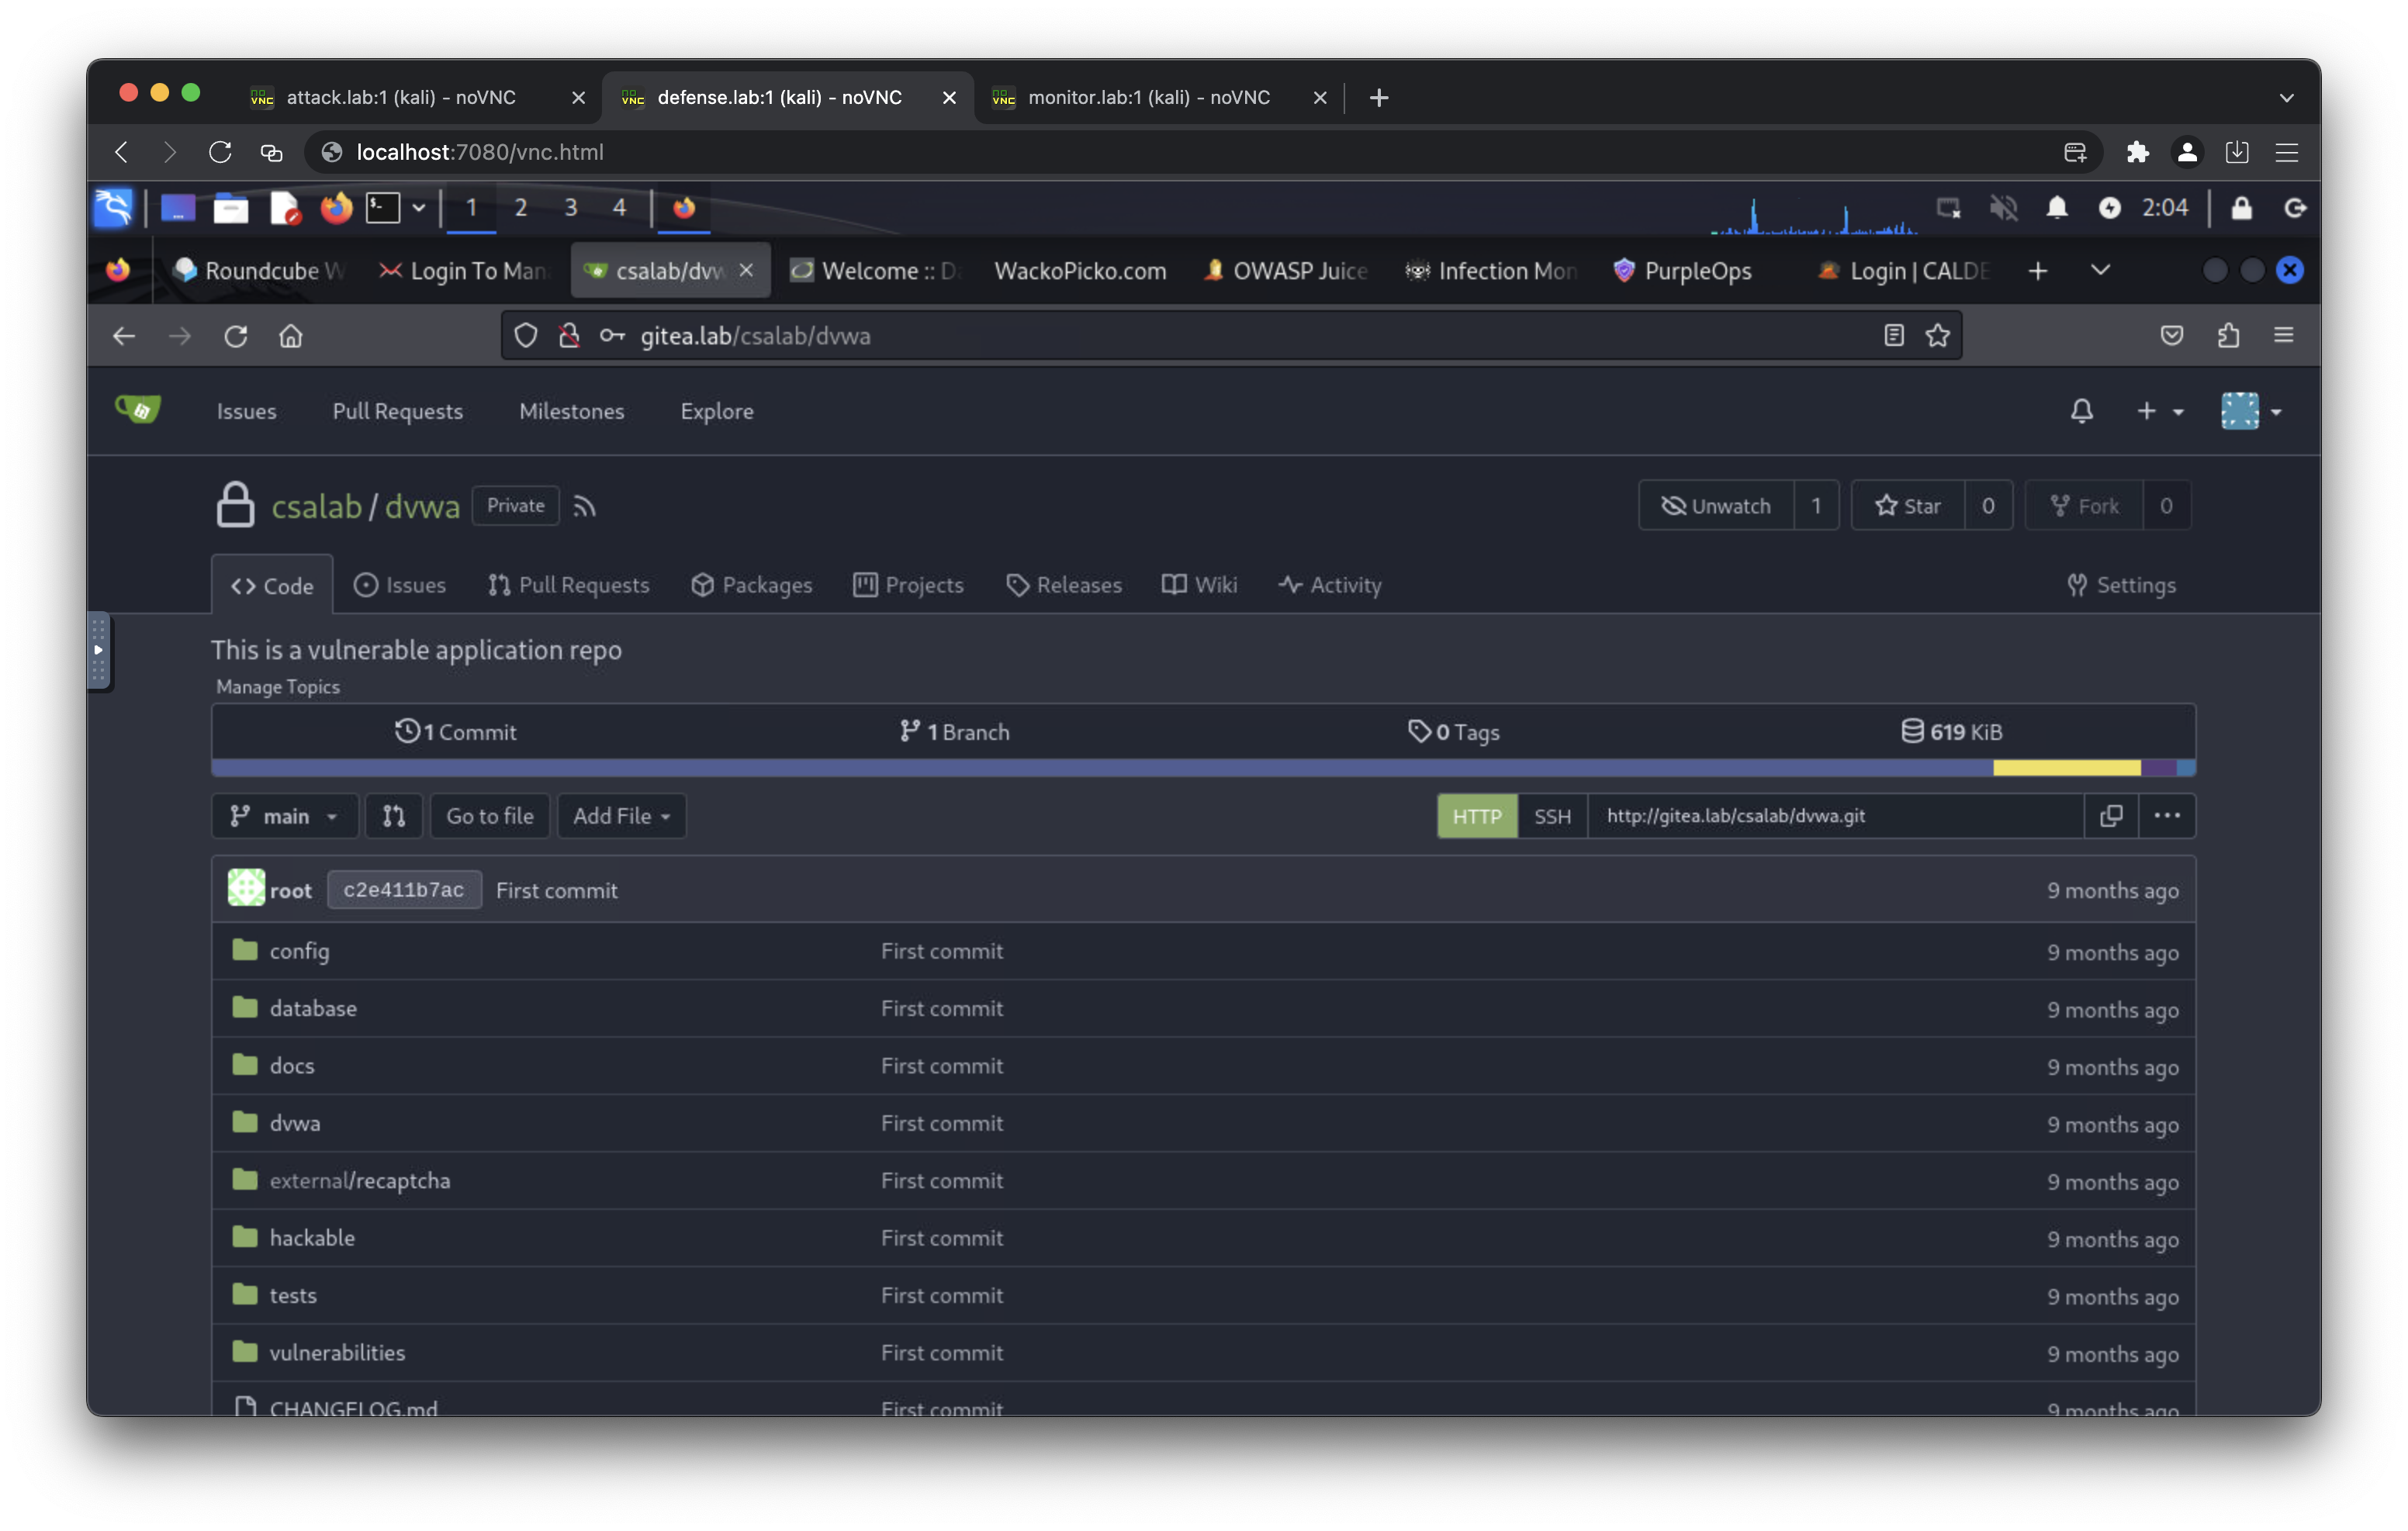 attack.lab:1 (kali) - noVNC
defense.lab:1 (kali) - noVNC
monitor.lab:1 (kali) - noVNC
localhost:7080/vnc.html
1 2 3 4
2:04
Roundcube W
Login To Man
csalab/dvw
Welcome :: Da
WackoPicko.com
OWASP Juice
Infection Mon
PurpleOps
Login | CALDE
gitea.lab/csalab/dvwa
Issues Pull Requests Milestones Explore
csalab / dvwa Private
Unwatch 1 Star 0 Fork 0
Code Issues Pull Requests Packages Projects Releases Wiki Activity Settings
This is a vulnerable application repo
Manage Topics
1 Commit 1 Branch 0 Tags 619 KiB
main Go to file Add File HTTP SSH http://gitea.lab/csalab/dvwa.git
root c2e411b7ac First commit 9 months ago
config First commit 9 months ago
database First commit 9 months ago
docs First commit 9 months ago
dvwa First commit 9 months ago
external/recaptcha First commit 9 months ago
hackable First commit 9 months ago
tests First commit 9 months ago
vulnerabilities First commit 9 months ago
CHANGELOG.md First commit 9 months ago